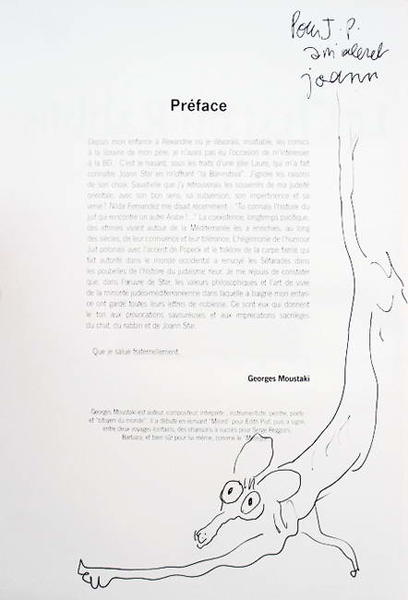 Pour J. P.
amicalement
joann
Préface
Depuis mon enfance à Alexandrie où je dévorais, insatiable, les comics
à la librairie de mon père, je n'avais pas eu l'occasion de m'intéresser
à la BD. C'est le hasard, sous les traits d'une jolie Laure, qui m'a fait
connaître Joann Sfar en m'offrant "la Bar-mitsva". J'ignore les raisons
de son choix. Savait-elle que j'y retrouverais les souvenirs de ma judéité
orientale, avec son bon sens, sa subversion, son impertinence et sa
verve ? Nilda Fernandez me disait récemment : "Tu connais l'histoire du
juif qui rencontre un autre Arabe !..." La coexistence, longtemps pacifique,
des ethnies vivant autour de la Méditerranée les a enrichies, au long
des siècles, de leur connivence et leur tolérance. L'hégémonie de l'humour
Juif polonais avec l'accent de Popeck et le folklore de la carpe farcie qui
fait autorité dans le monde occidental a envoyé les Séfarades dans
les poubelles de l'histoire du judaïsme fleuri. Je me réjouis de constater
que, dans l'œuvre de Sfar, les valeurs philosophiques et l'art de vivre
de la minorité judéo-méditerranéenne dans laquelle a baigné mon enfan-
ce ont gardé toutes leurs lettres de noblesse. Ce sont eux qui donnent
le ton aux provocations savoureuses et aux imprécations sacrilèges
du chat, du rabbin et de Joann Sfar.
Que je salue fraternellement.
Georges Moustaki
Georges Moustaki est auteur, compositeur, interprète, instrumentiste, peintre, poète
et "citoyen du monde". Il a débuté en écrivant "Milord" pour Edith Piaf, puis a signé,
entre deux voyages lointains, des chansons à succès pour Serge Reggiani,
Barbara, et bien sûr pour lui-même, comme le "Métèque".